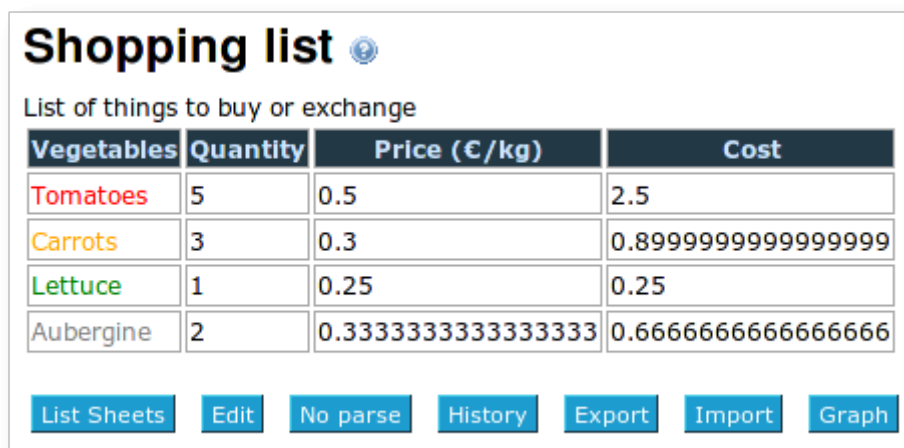 Shopping list
List of things to buy or exchange
Vegetables Quantity Price (€/kg) Cost
Tomatoes 5 0.5 2.5
Carrots 3 0.3 0.8999999999999999
Lettuce 1 0.25 0.25
Aubergine 2 0.3333333333333333 0.6666666666666666
List Sheets Edit No parse History Export Import Graph